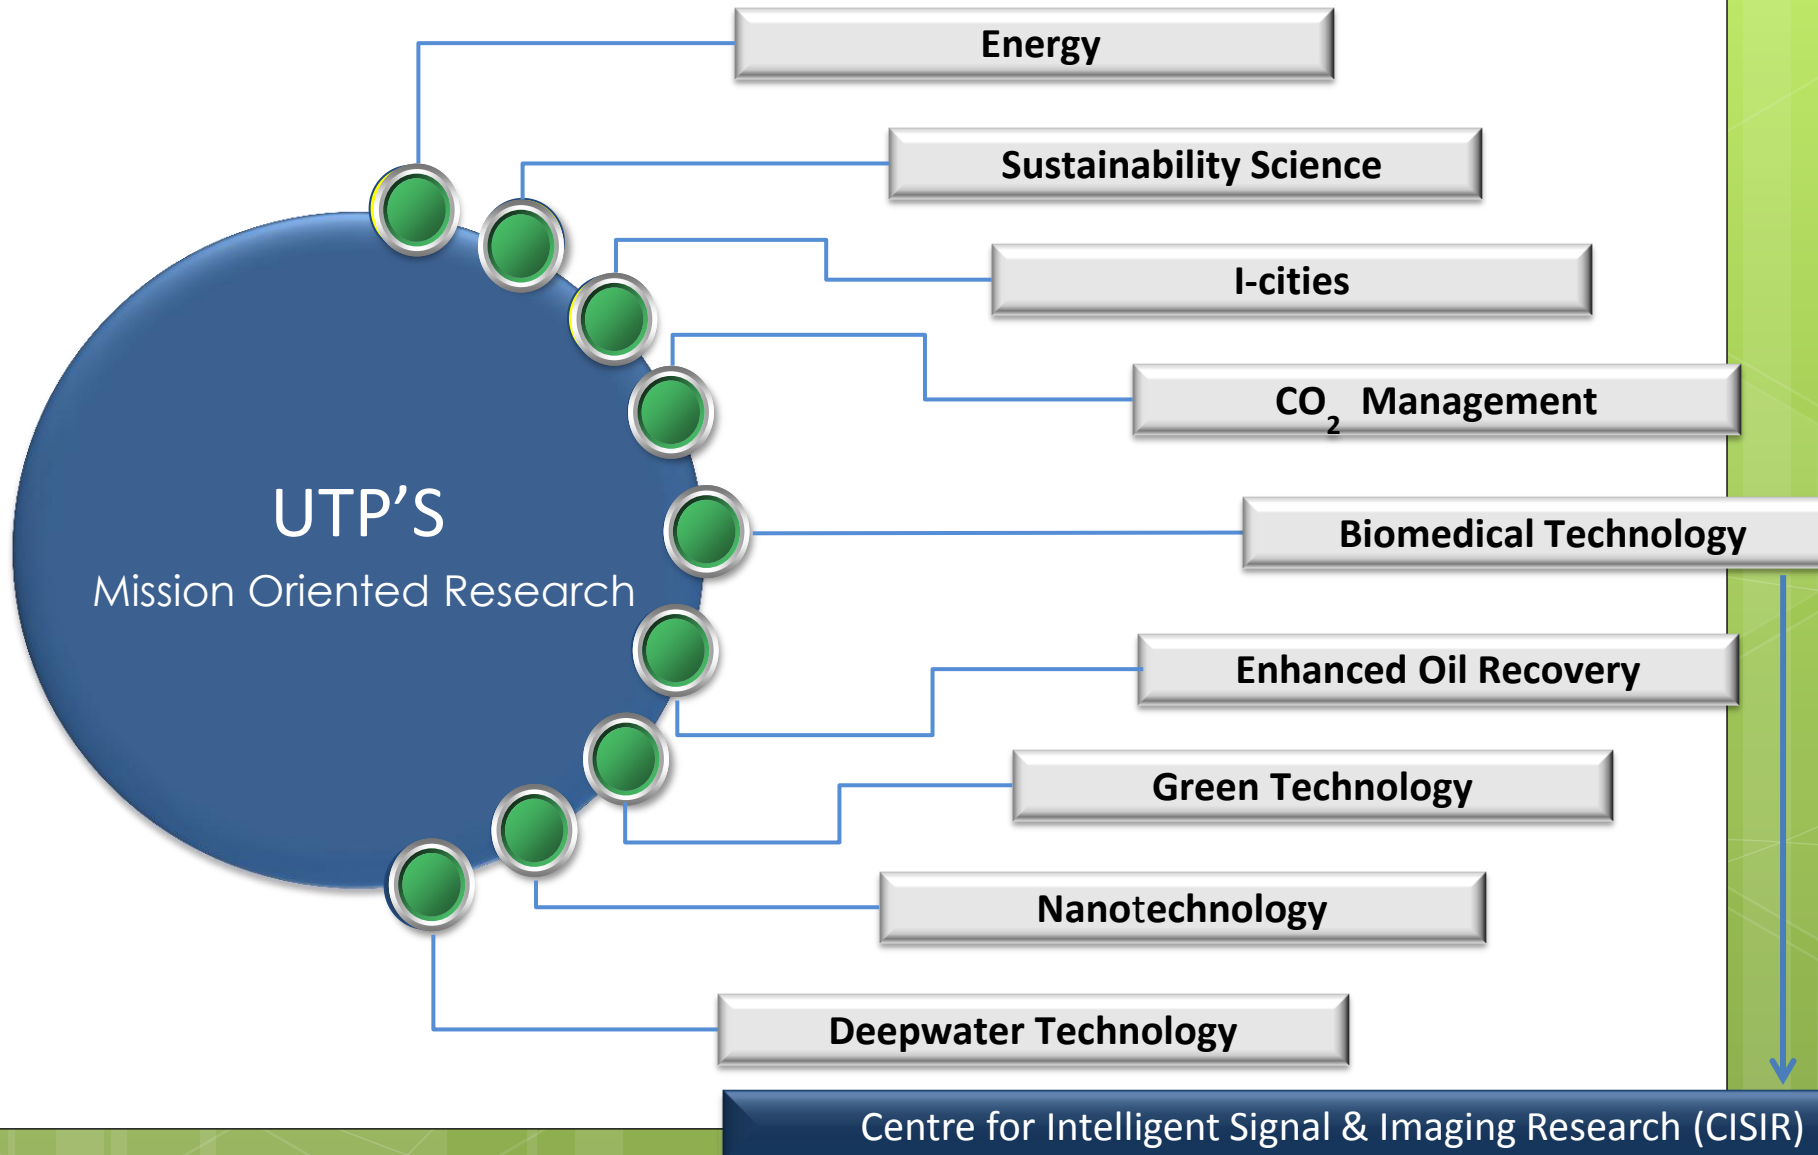 Energy
Sustainability Science
I-cities
CO2 Management
UTP’S
Mission Oriented Research
Biomedical Technology
Enhanced Oil Recovery
Green Technology
Nanotechnology
Deepwater Technology
Centre for Intelligent Signal & Imaging Research (CISIR)